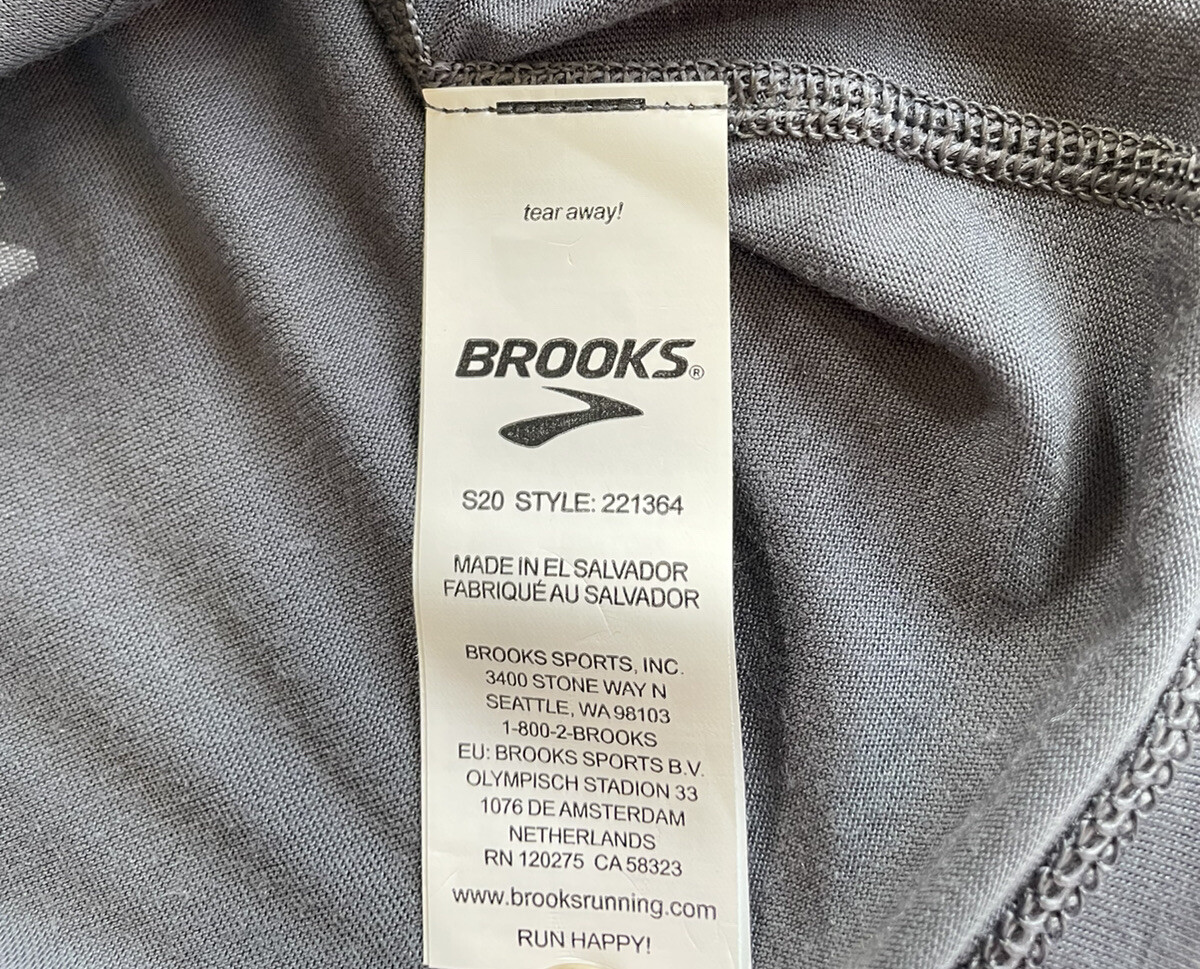 tear away!
BROOKS®
S20 STYLE: 221364
MADE IN EL SALVADOR
FABRIQUÉ AU SALVADOR
BROOKS SPORTS, INC.
3400 STONE WAY N
SEATTLE, WA 98103
1-800-2-BROOKS
EU: BROOKS SPORTS B.V.
OLYMPISCH STADION 33
1076 DE AMSTERDAM
NETHERLANDS
RN 120275 CA 58323
www.brooksrunning.com
RUN HAPPY!